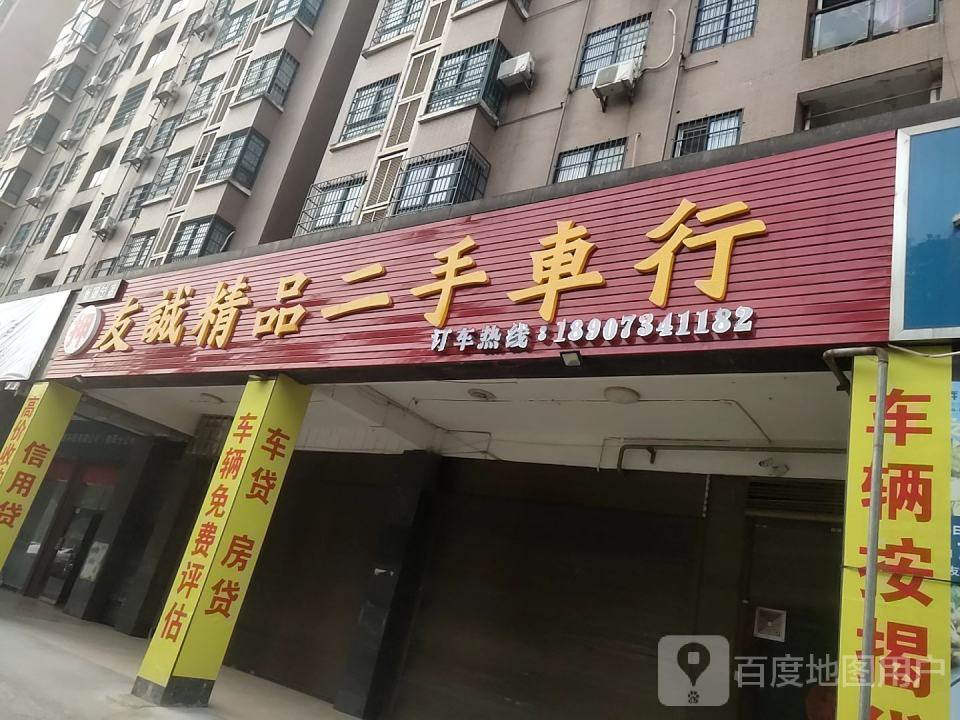 友誠精品二手車行
订车热线:18907341182
高价收
信用贷
车辆免费评估
车贷 房贷
车辆按揭
百度地图用户